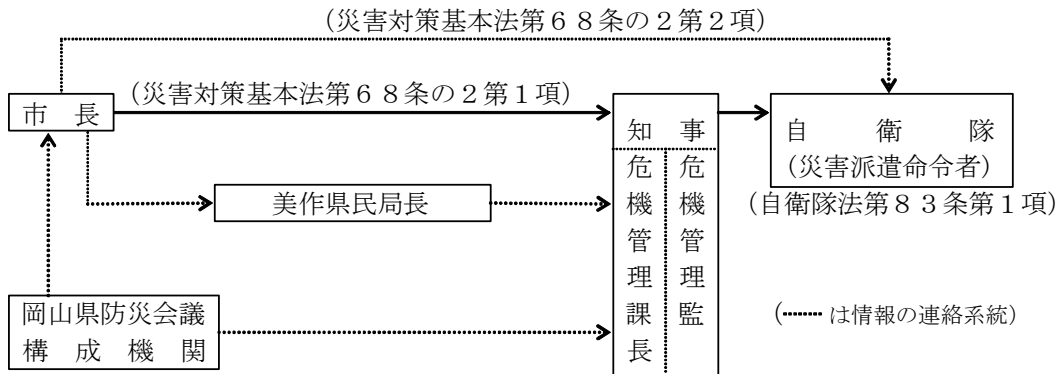 (災害対策基本法第68条の2第2項)
(災害対策基本法第68条の2第1項)
市長
知事
自衛隊
(災害派遣命令者)
(自衛隊法第83条第1項)
危機管理課長
危機管理監
美作県民局長
岡山県防災会議
構成機関
(┅┅ は情報の連絡系統)